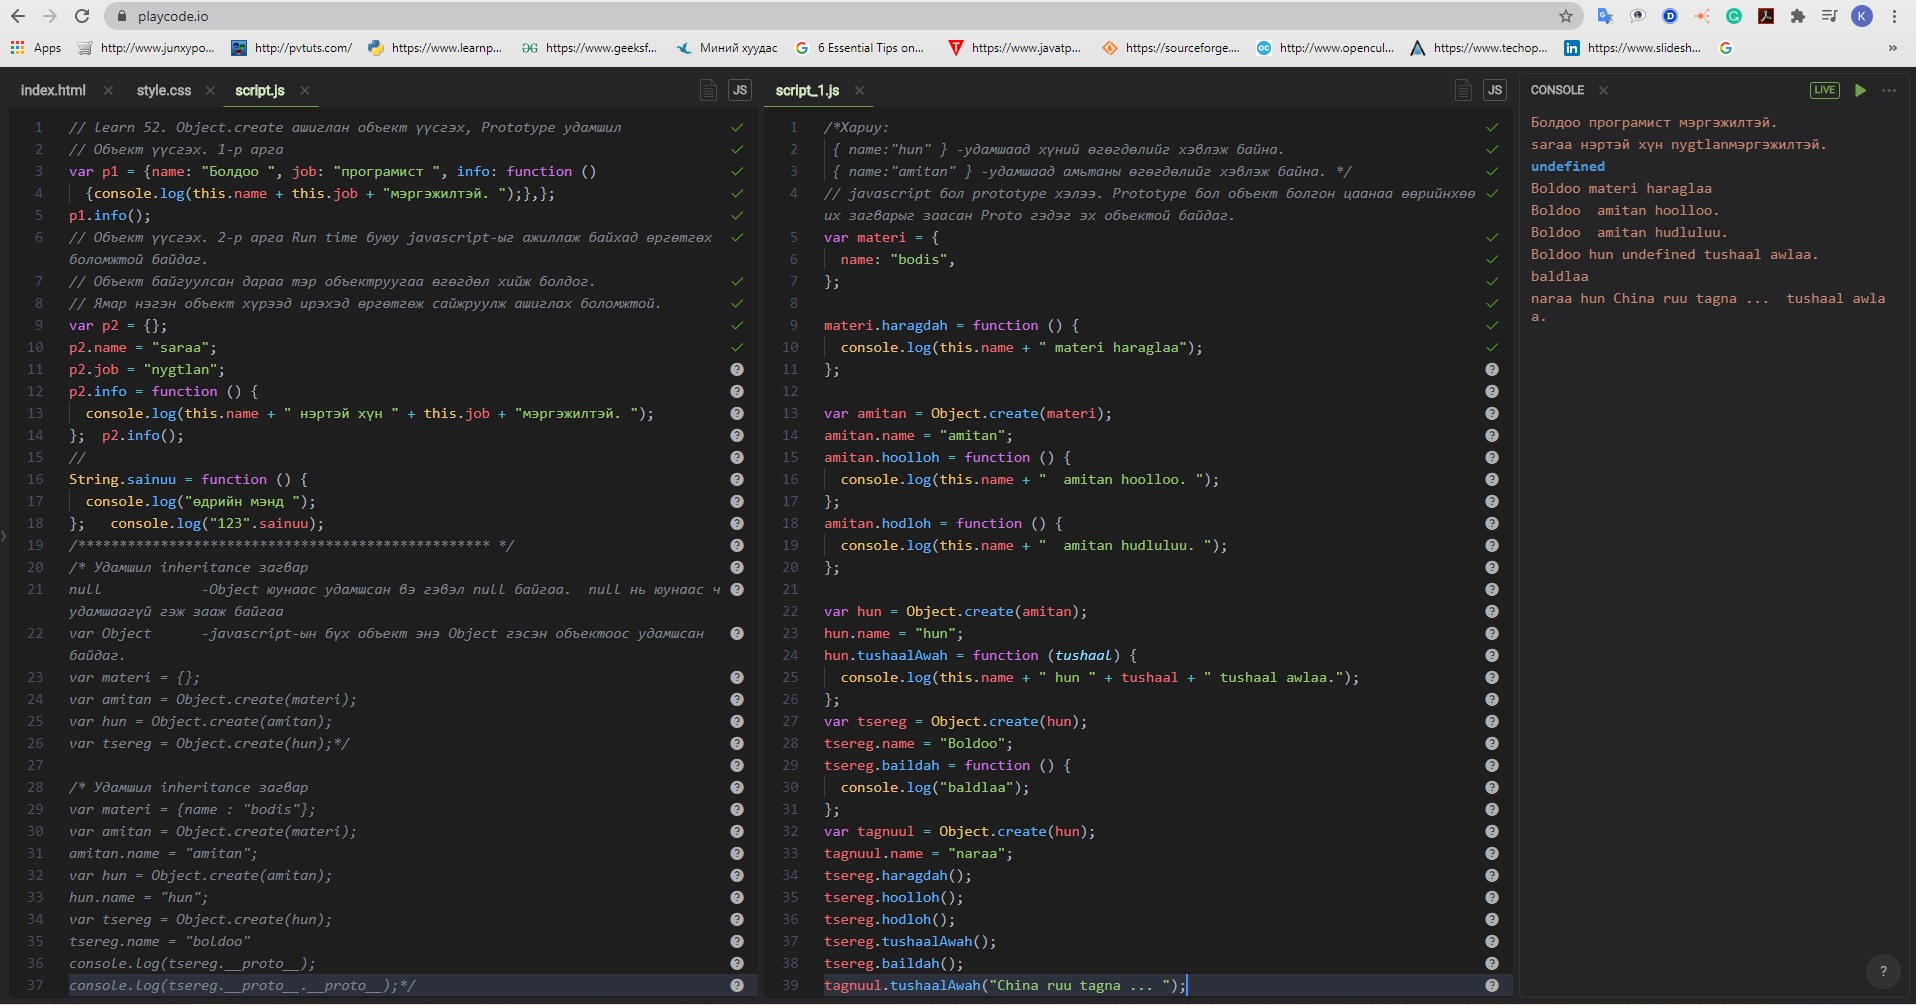 playcode.io
Apps
http://www.junxypo...
http://pvtuts.com/
https://www.learnp...
https://www.geeksf...
Миний хуудас
6 Essential Tips on...
https://www.javatp...
https://sourceforge....
http://www.opencul...
https://www.techop...
https://www.slidesh...
index.html
style.css
script.js
JS
1 // learn 52. Object.create ашиглан объект үүсгэх, Prototype удамшил
2 // Объект үүсгэх. 1-р арга
3 var p1 = {name: "Болдоо ", job: "програмист ", info: function ()
4 {console.log(this.name + this.job + "мэргэжилтэй. ");},};
5 p1.info();
6 // Объект үүсгэх. 2-р арга Run time буюу javascript-ыг ажиллаж байхад өргөтгөх
боломжтой байдаг.
7 // Объект байгуулсан дараа тэр объектруугаа өгөгдөл хийж болдог.
8 // Ямар нэгэн объект хүрээд ирэхэд өргөтгөж сайжруулж ашиглах боломжтой.
9 var p2 = {};
10 p2.name = "saraa";
11 p2.job = "nygtlan";
12 p2.info = function () {
13 console.log(this.name + " нэртэй хүн " + this.job + "мэргэжилтэй. ");
14 };  p2.info();
15 //
16 String.sainuu = function () {
17 console.log("өдрийн мэнд ");
18 };   console.log("123".sainuu);
19 /************************************************** */
20 /* Удамшил inheritance загвар
21 null            -Object юунаас удамшсан вэ гэвэл null байгаа.  null нь юунаас ч
удамшаагүй гэж зааж байгаа
22 var Object      -javascript-ын бүх объект энэ Object гэсэн объектоос удамшсан
байдаг.
23 var materi = {};
24 var amitan = Object.create(materi);
25 var hun = Object.create(amitan);
26 var tsereg = Object.create(hun);*/
27
28 /* Удамшил inheritance загвар
29 var materi = {name : "bodis"};
30 var amitan = Object.create(materi);
31 amitan.name = "amitan";
32 var hun = Object.create(amitan);
33 hun.name = "hun";
34 var tsereg = Object.create(hun);
35 tsereg.name = "boldoo"
36 console.log(tsereg.__proto__);
37 console.log(tsereg.__proto__.__proto__);*/
script_1.js
JS
1 /*Хариу:
2 { name:"hun" } -удамшаад хүний өгөгдөлийг хэвлэж байна.
3 { name:"amitan" } -удамшаад амьтаны өгөгдөлийг хэвлэж байна. */
4 // javascript бол prototype хэлээ. Prototype бол объект болгон цаанаа өөрийнхөө
их загварыг заасан Proto гэдэг эх объектой байдаг.
5 var materi = {
6 name: "bodis",
7 };
8
9 materi.haragdah = function () {
10 console.log(this.name + " materi haraglaa");
11 };
12
13 var amitan = Object.create(materi);
14 amitan.name = "amitan";
15 amitan.hoolloh = function () {
16 console.log(this.name + "  amitan hoolloo. ");
17 };
18 amitan.hodloh = function () {
19 console.log(this.name + "  amitan hudluluu. ");
20 };
21
22 var hun = Object.create(amitan);
23 hun.name = "hun";
24 hun.tushaalAwah = function (tushaal) {
25 console.log(this.name + " hun " + tushaal + " tushaal awlaa.");
26 };
27 var tsereg = Object.create(hun);
28 tsereg.name = "Boldoo";
29 tsereg.baildah = function () {
30 console.log("baldlaa");
31 };
32 var tagnuul = Object.create(hun);
33 tagnuul.name = "naraa";
34 tsereg.haragdah();
35 tsereg.hoolloh();
36 tsereg.hodloh();
37 tsereg.tushaalAwah();
38 tsereg.baildah();
39 tagnuul.tushaalAwah("China ruu tagna ... ");
CONSOLE
LIVE
Болдоо програмист мэргэжилтэй.
saraa нэртэй хүн nygtlanмэргэжилтэй.
undefined
Boldoo materi haraglaa
Boldoo  amitan hoolloo.
Boldoo  amitan hudluluu.
Boldoo hun undefined tushaal awlaa.
baldlaa
naraa hun China ruu tagna ...  tushaal awla
a.